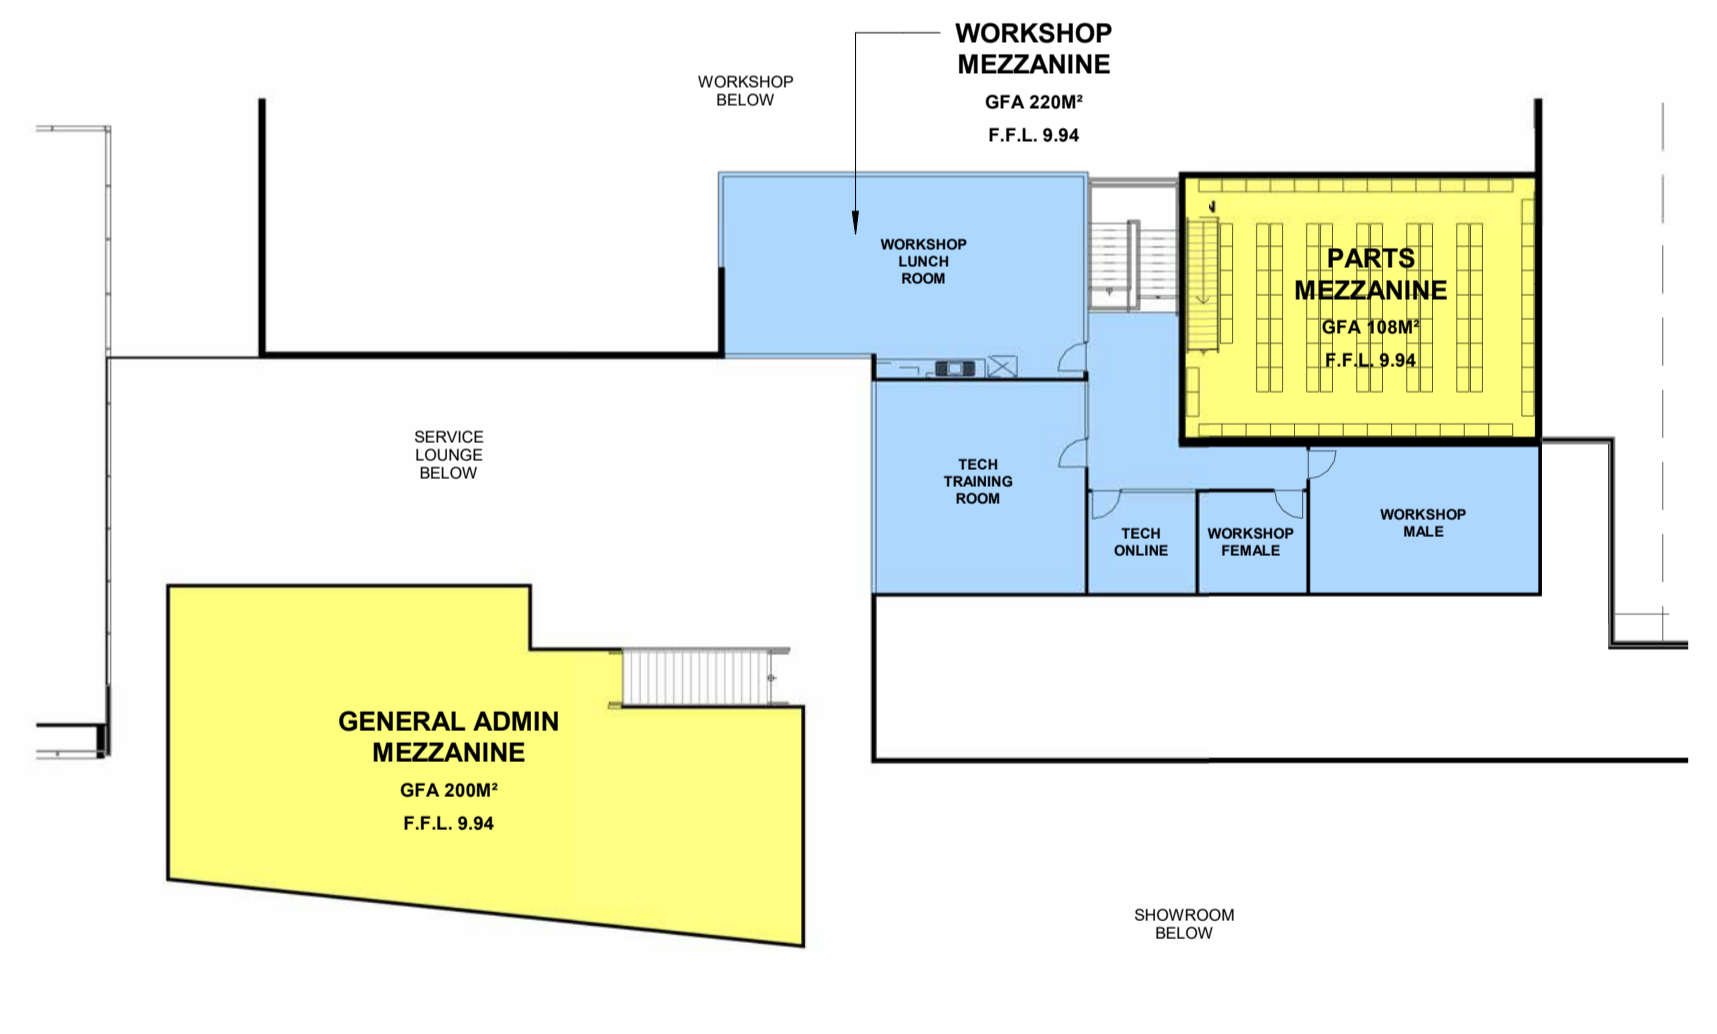 WORKSHOP
MEZZANINE
GFA 220M²
F.F.L. 9.94
WORKSHOP
BELOW
WORKSHOP
LUNCH
ROOM
PARTS
MEZZANINE
GFA 108M²
F.F.L. 9.94
SERVICE
LOUNGE
BELOW
TECH
TRAINING
ROOM
TECH
ONLINE
WORKSHOP
FEMALE
WORKSHOP
MALE
GENERAL ADMIN
MEZZANINE
GFA 200M²
F.F.L. 9.94
SHOWROOM
BELOW